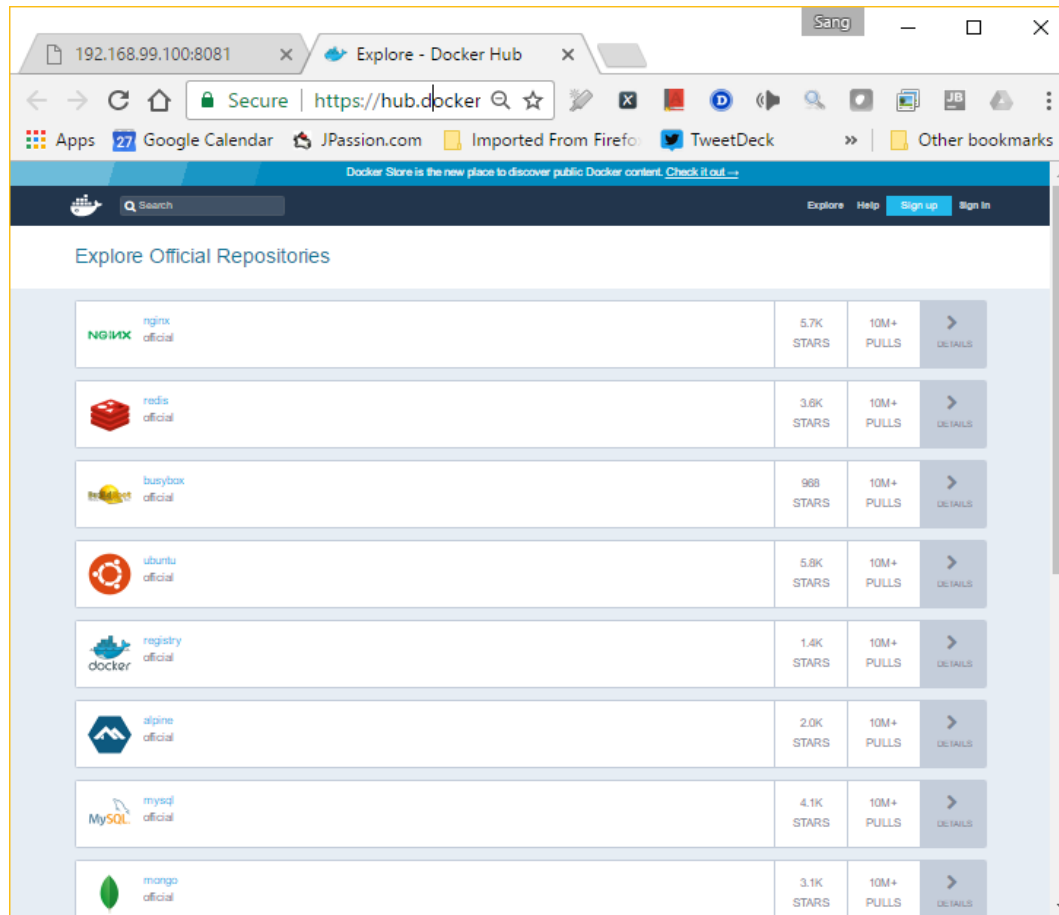 Sang
192.168.99.100:8081
Explore - Docker Hub
Secure
https://hub.docker
D
JB
Apps
27
Google Calendar
JPassion.com
Imported From Firefo
TweetDeck
»
Other bookmarks
Docker Store is the new place to discover public Docker content. Check it out →
Search
Explore
Help
Sign up
Sign In
Explore Official Repositories
NGINX
nginx
official
5.7K
STARS
10M+
PULLS
DETAILS
redis
official
3.6K
STARS
10M+
PULLS
DETAILS
busybox
official
968
STARS
10M+
PULLS
DETAILS
ubuntu
official
5.8K
STARS
10M+
PULLS
DETAILS
docker
registry
official
1.4K
STARS
10M+
PULLS
DETAILS
alpine
official
2.0K
STARS
10M+
PULLS
DETAILS
MySQL
mysql
official
4.1K
STARS
10M+
PULLS
DETAILS
mongo
official
3.1K
STARS
10M+
PULLS
DETAILS